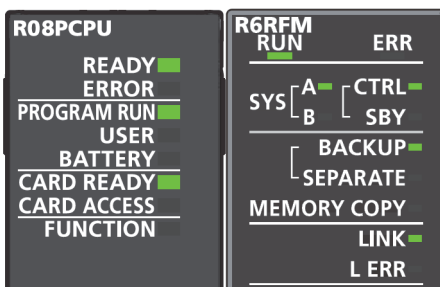 R08PCPU
READY
ERROR
PROGRAM RUN
USER
BATTERY
CARD READY
CARD ACCESS
FUNCTION
R6RFM
RUN ERR
SYS A CTRL
B SBY
BACKUP
SEPARATE
MEMORY COPY
LINK
L ERR